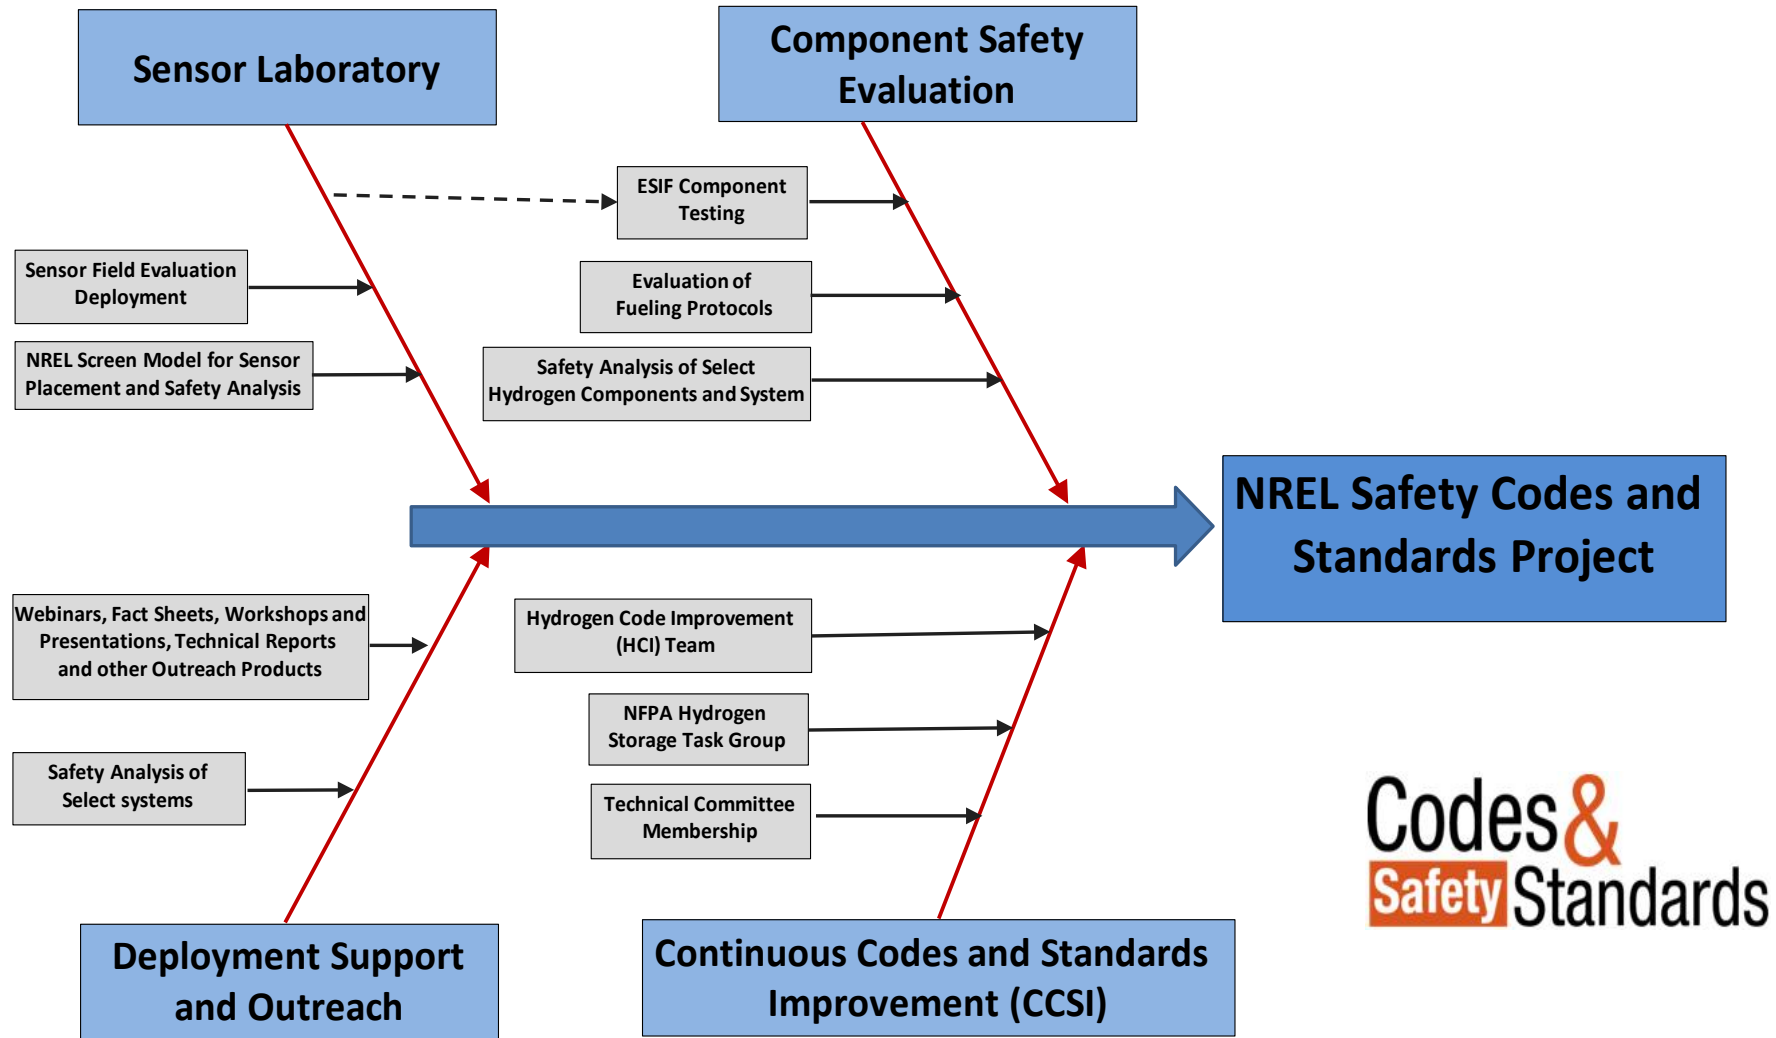 Sensor Laboratory
Component Safety
Evaluation
ESIF Component
Testing
Sensor Field Evaluation
Deployment
Evaluation of
Fueling Protocols
NREL Screen Model for Sensor
Placement and Safety Analysis
Safety Analysis of Select
Hydrogen Components and System
NREL Safety Codes and
Standards Project
Webinars, Fact Sheets, Workshops and
Presentations, Technical Reports
and other Outreach Products
Hydrogen Code Improvement
(HCI) Team
NFPA Hydrogen
Storage Task Group
Safety Analysis of
Select systems
Technical Committee
Membership
Codes&
Safety Standards
Deployment Support
and Outreach
Continuous Codes and Standards
Improvement (CCSI)